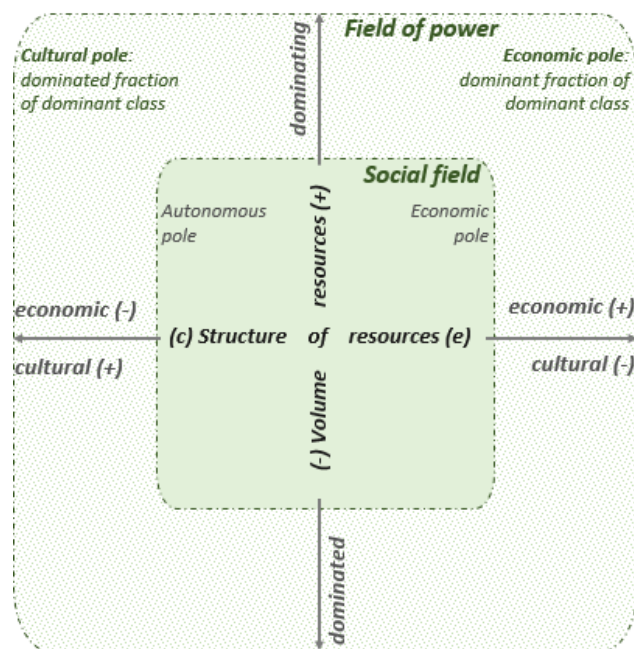 Field of power
Cultural pole:
dominated fraction
of dominant class
Economic pole:
dominant fraction of
dominant class
dominating
Social field
Autonomous
pole
Economic
pole
economic (-)
cultural (+)
economic (+)
cultural (-)
(c) Structure of resources (e)
(-) Volume of resources (+)
dominated